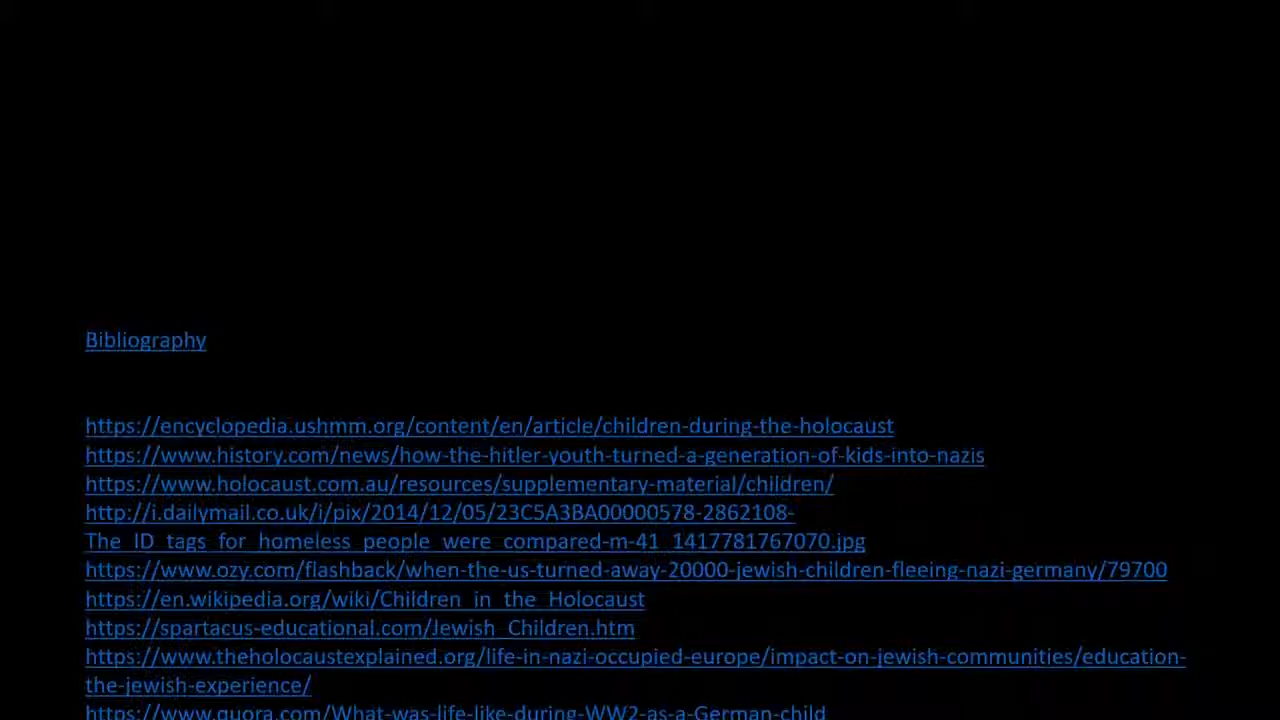 Bibliography
https://encyclopedia.ushmm.org/content/en/article/children-during-the-holocaust
https://www.history.com/news/how-the-hitler-youth-turned-a-generation-of-kids-into-nazis
https://www.holocaust.com.au/resources/supplementary-material/children/
http://i.dailymail.co.uk/i/pix/2014/12/05/23C5A3BA00000578-2862108-
The_ID_tags_for_homeless_people_were_compared-m-41_1417781767070.jpg
https://www.ozy.com/flashback/when-the-us-turned-away-20000-jewish-children-fleeing-nazi-germany/79700
https://en.wikipedia.org/wiki/Children_in_the_Holocaust
https://spartacus-educational.com/Jewish_Children.htm
https://www.theholocaustexplained.org/life-in-nazi-occupied-europe/impact-on-jewish-communities/education-
the-jewish-experience/
https://www.quora.com/What-was-life-like-during-WW2-as-a-German-child